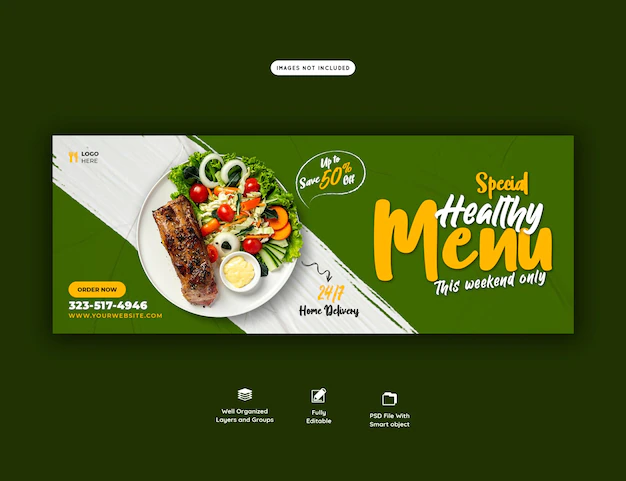 IMAGES NOT INCLUDED
LOGO
HERE
Up to
Save 50% Off
Special
Healthy
Menu
This weekend only
ORDER NOW
323-517-4946
WWW.YOURWEBSITE.COM
24/7
Home Delivery
Well Organized
Layers and Groups
Fully
Editable
PSD File With
Smart object